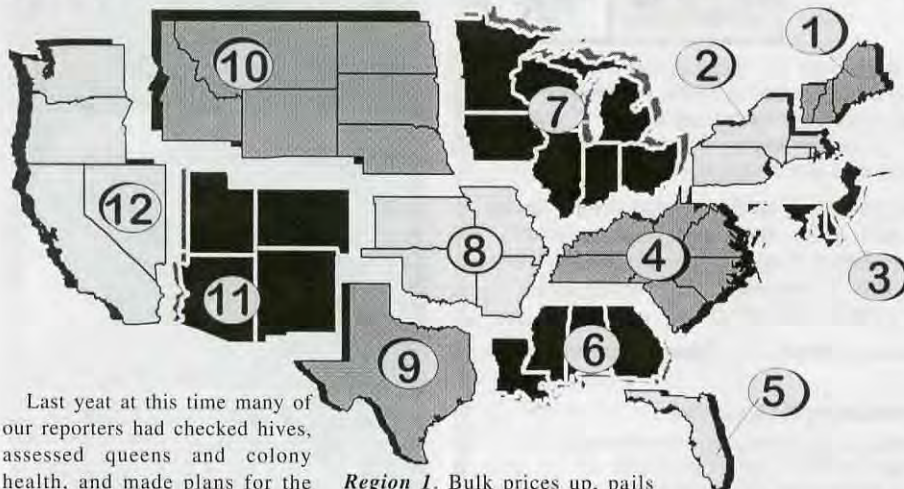 1
2
10
7
12
8
4
3
11
9
6
5
Last yeat at this time many of
our reporters had checked hives,
assessed queens and colony
health, and made plans for the
Region 1. Bulk prices up, pails